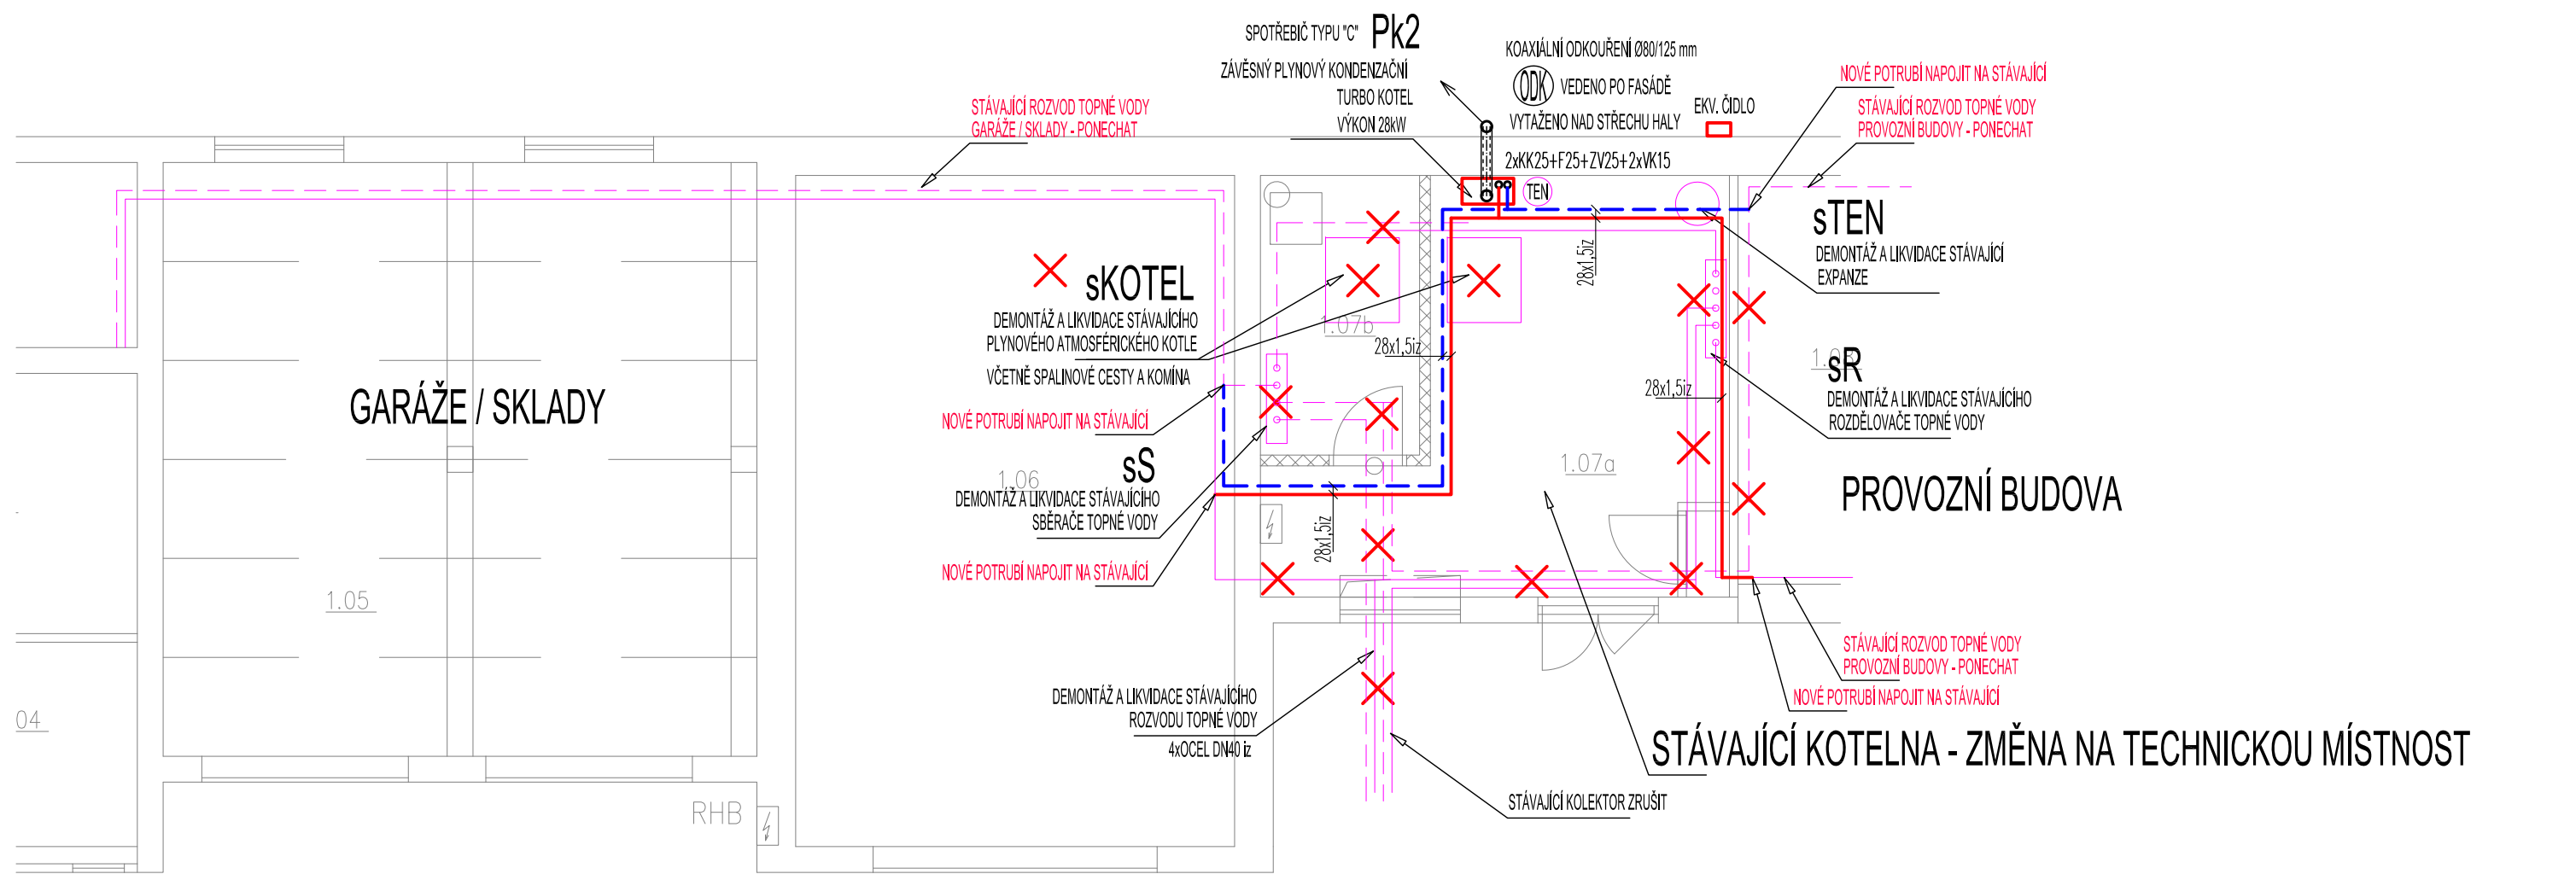 SPOTŘEBIČ TYPU "C" Pk2
ZÁVĚSNÝ PLYNOVÝ KONDENZAČNÍ
TURBO KOTEL
VÝKON 28kW
KOAXIÁLNÍ ODKOUŘENÍ Ø80/125 mm
ODK VEDENO PO FASÁDĚ
VYTAŽENO NAD STŘECHU HALY
EKV. ČIDLO
2xKK25+F25+ZV25+2xVK15
TEN
NOVÉ POTRUBÍ NAPOJIT NA STÁVAJÍCÍ
STÁVAJÍCÍ ROZVOD TOPNÉ VODY
PROVOZNÍ BUDOVY - PONECHAT
STÁVAJÍCÍ ROZVOD TOPNÉ VODY
GARÁŽE / SKLADY - PONECHAT
sTEN
DEMONTÁŽ A LIKVIDACE STÁVAJÍCÍ
EXPANZE
28x1,5iz
sKOTEL
DEMONTÁŽ A LIKVIDACE STÁVAJÍCÍHO
PLYNOVÉHO ATMOSFÉRICKÉHO KOTLE
VČETNĚ SPALINOVÉ CESTY A KOMÍNA
1.07b
28x1,5iz
28x1,5iz
sR
DEMONTÁŽ A LIKVIDACE STÁVAJÍCÍHO
ROZDĚLOVAČE TOPNÉ VODY
GARÁŽE / SKLADY
NOVÉ POTRUBÍ NAPOJIT NA STÁVAJÍCÍ
sS
1.06
DEMONTÁŽ A LIKVIDACE STÁVAJÍCÍHO
SBĚRAČE TOPNÉ VODY
1.07a
PROVOZNÍ BUDOVA
28x1,5iz
NOVÉ POTRUBÍ NAPOJIT NA STÁVAJÍCÍ
1.05
STÁVAJÍCÍ ROZVOD TOPNÉ VODY
PROVOZNÍ BUDOVY - PONECHAT
NOVÉ POTRUBÍ NAPOJIT NA STÁVAJÍCÍ
04
DEMONTÁŽ A LIKVIDACE STÁVAJÍCÍHO
ROZVODU TOPNÉ VODY
4xOCEL DN40 iz
STÁVAJÍCÍ KOTELNA - ZMĚNA NA TECHNICKOU MÍSTNOST
STÁVAJÍCÍ KOLEKTOR ZRUŠIT
RHB